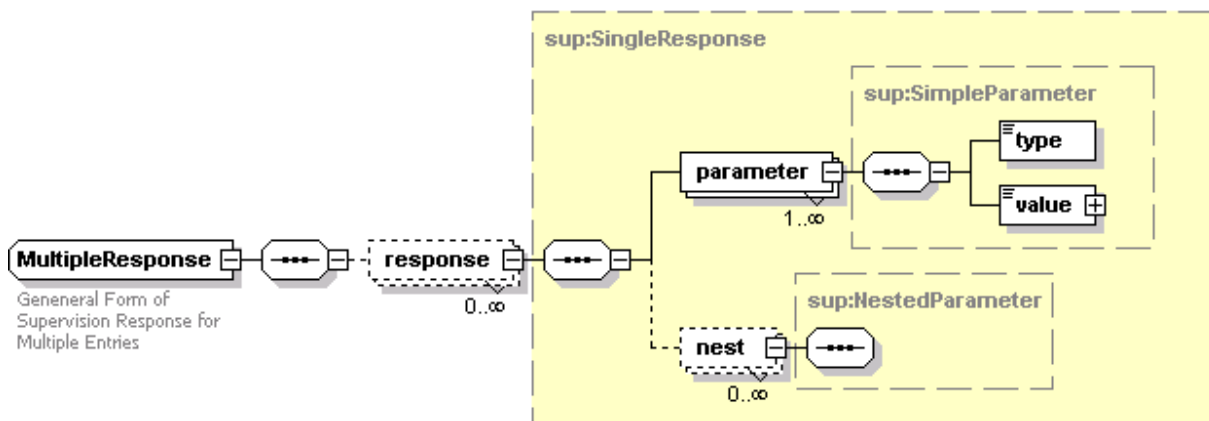 sup:SingleResponse
sup:SimpleParameter
type
parameter
1..∞
value
MultipleResponse
response
0..∞
Geneneral Form of
Supervision Response for
Multiple Entries
sup:NestedParameter
nest
0..∞